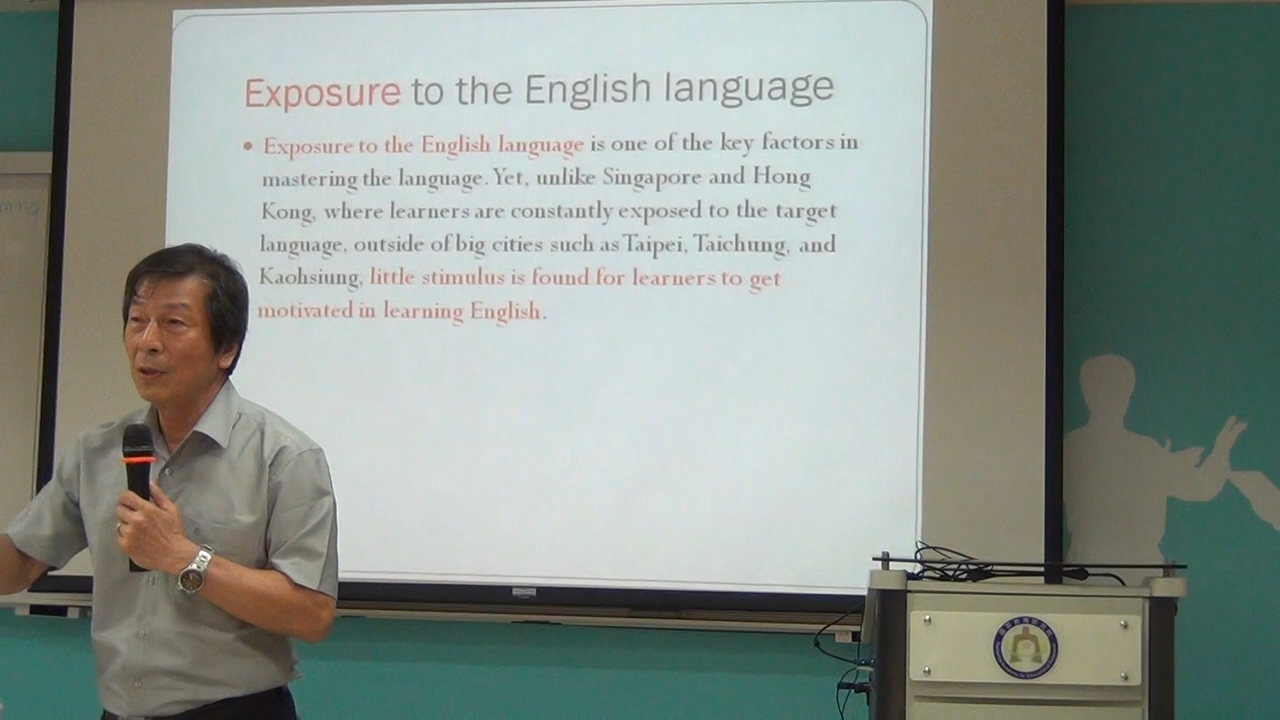 Exposure to the English language
• Exposure to the English language is one of the key factors in
mastering the language. Yet, unlike Singapore and Hong
Kong, where learners are constantly exposed to the target
language, outside of big cities such as Taipei, Taichung, and
Kaohsiung, little stimulus is found for learners to get
motivated in learning English.